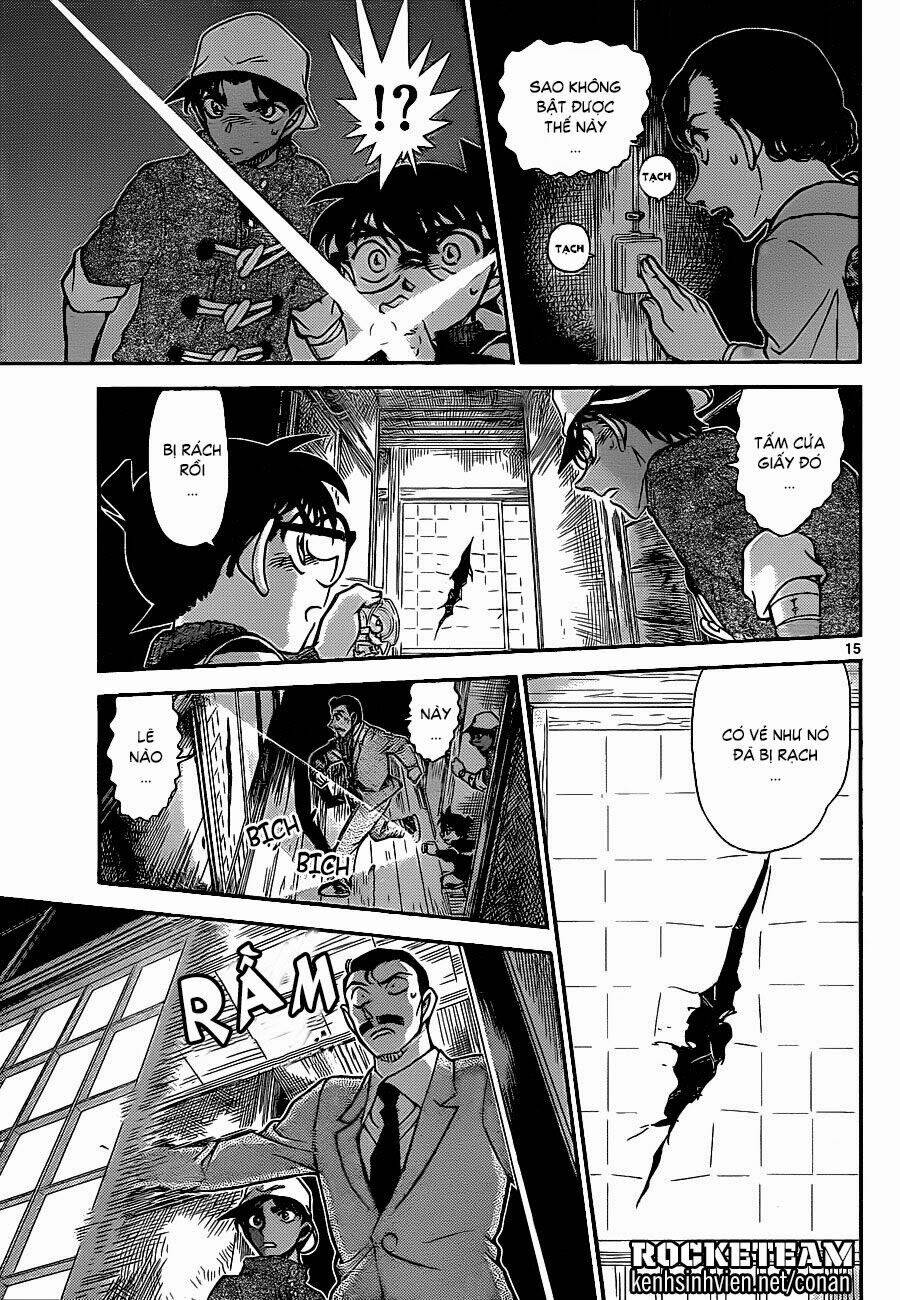 SAO KHÔNG
BẬT ĐƯỢC
THẾ NÀY
...
TẠCH
TẠCH
!?
TẤM CỬA
GIẤY ĐÓ
...
BỊ RÁCH
RỒI
...
15
CÓ VẺ NHƯ NÓ
ĐÃ BỊ RẠCH
...
NÀY
...
LẼ NÀO
...
BỊCH
BỊCH
RẦM
ROCKETEAM
kenhsinhvien.net/conan